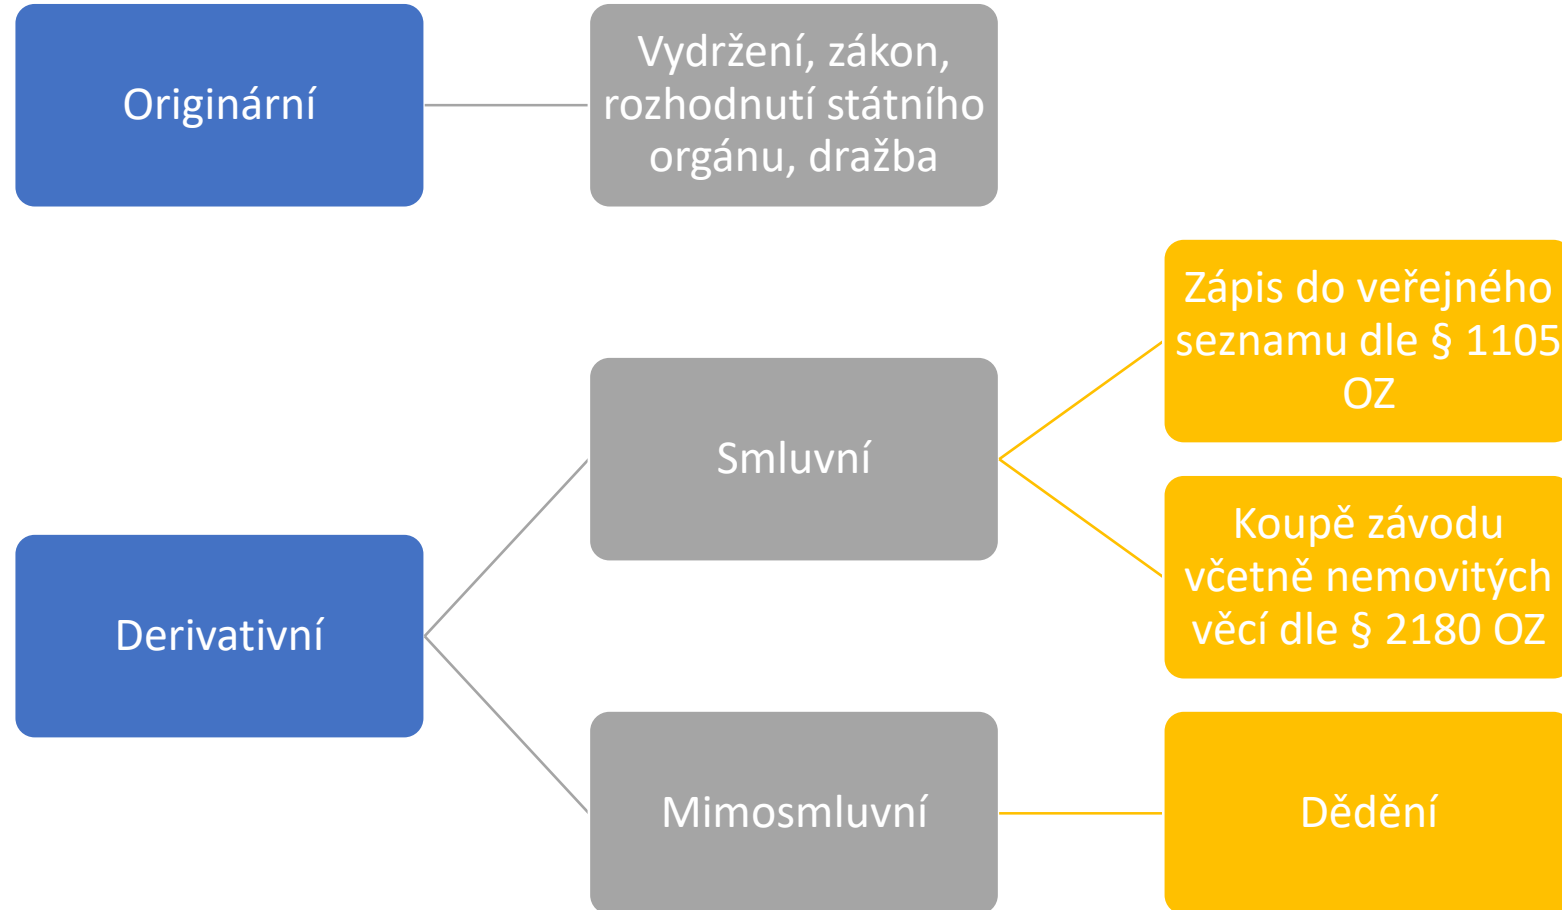 Originární
Vydržení, zákon,
rozhodnutí státního
orgánu, dražba
Derivativní
Smluvní
Zápis do veřejného
seznamu dle § 1105
OZ
Koupě závodu
včetně nemovitých
věcí dle § 2180 OZ
Mimosmluvní
Dědění